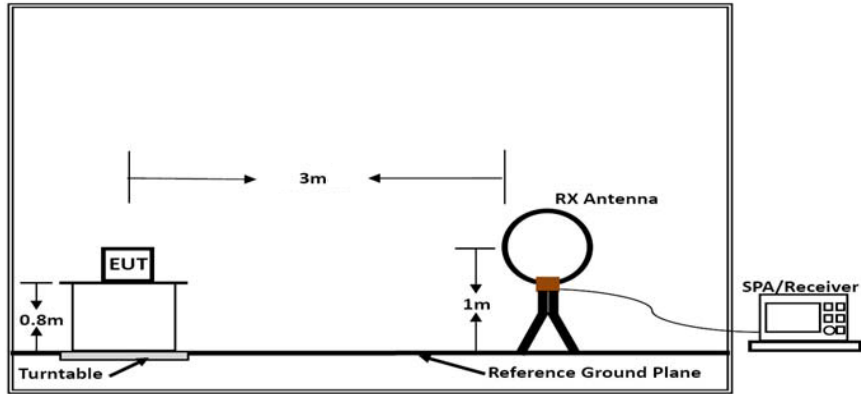 3m
RX Antenna
EUT
SPA/Receiver
1m
0.8m
Turntable
Reference Ground Plane